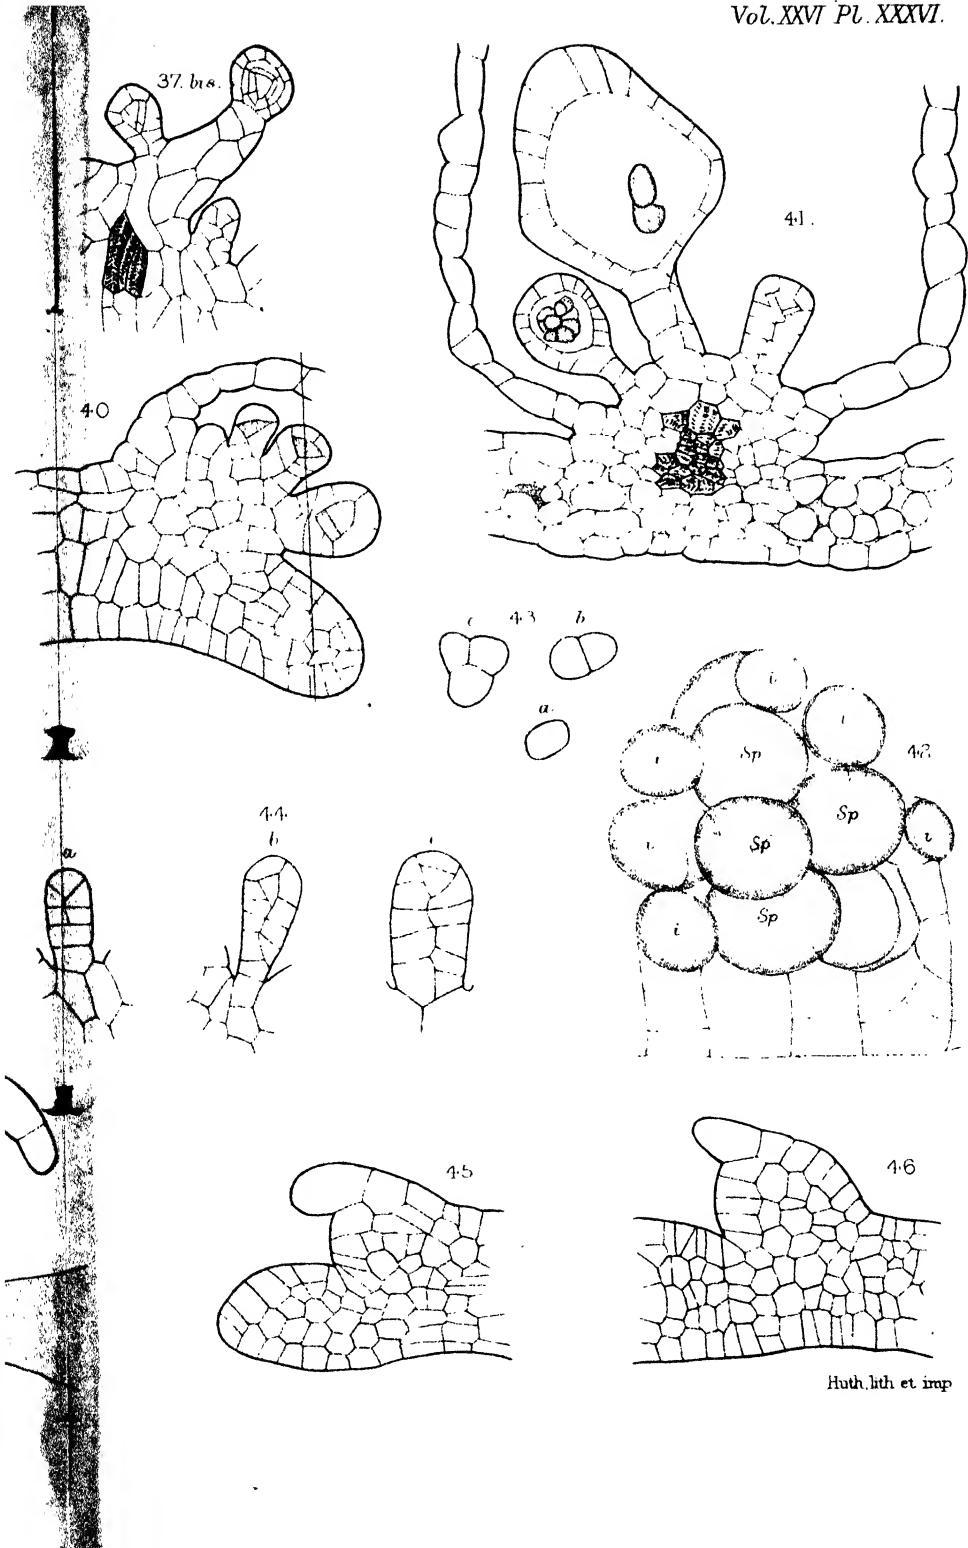 Vol. XXVI Pl. XXXVI.
37. bis.
41.
40
c 43 b
a.
i
i
42
i
Sp
Sp
i
i
Sp
i
Sp
44
a
b
45
46
Huth, lith et imp